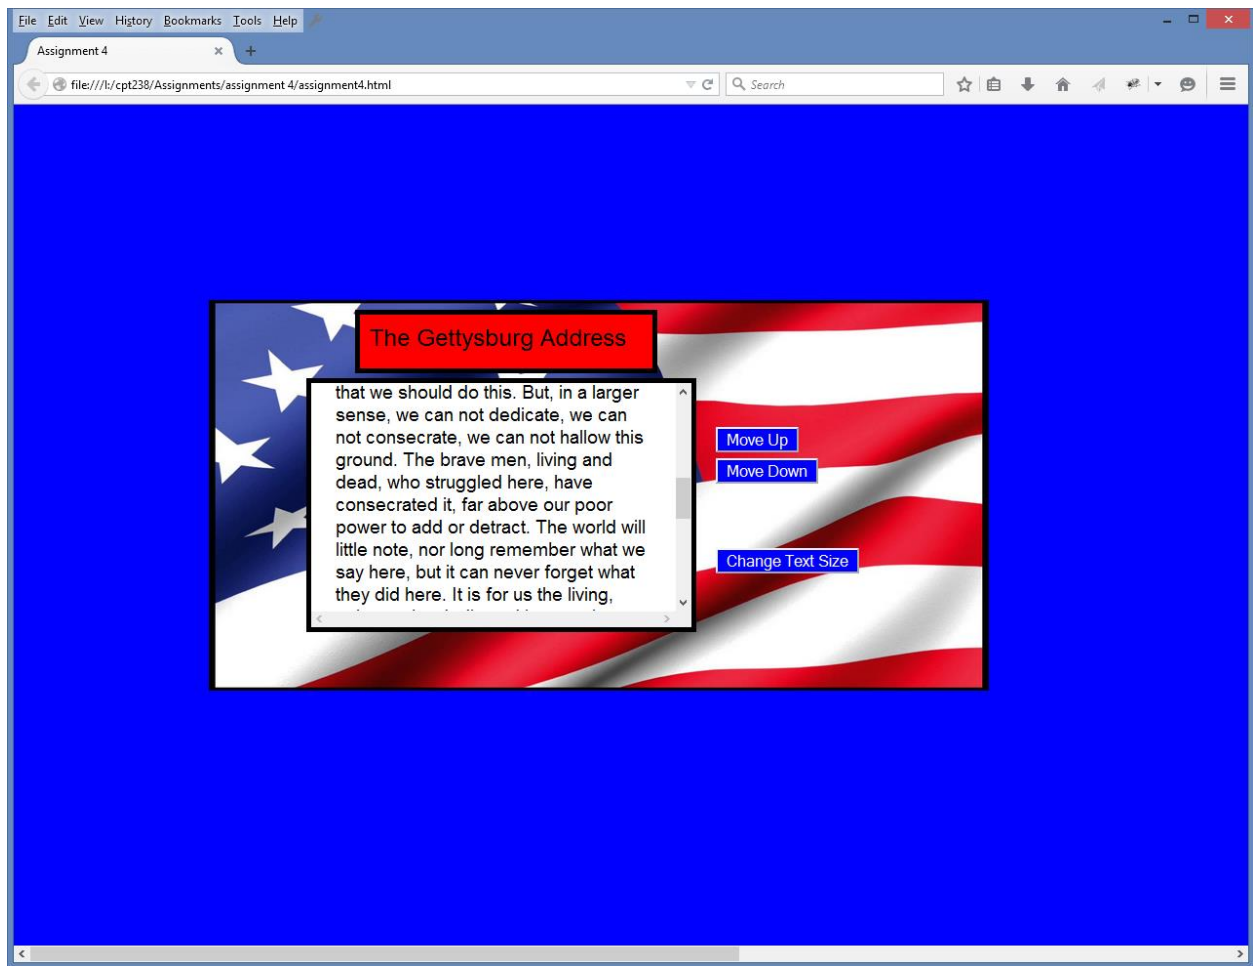 File Edit View History Bookmarks Tools Help
Assignment 4
file:///I:/cpt238/Assignments/assignment 4/assignment4.html
Search
The Gettysburg Address
that we should do this. But, in a larger
sense, we can not dedicate, we can
not consecrate, we can not hallow this
ground. The brave men, living and
dead, who struggled here, have
consecrated it, far above our poor
power to add or detract. The world will
little note, nor long remember what we
say here, but it can never forget what
they did here. It is for us the living,
Move Up
Move Down
Change Text Size